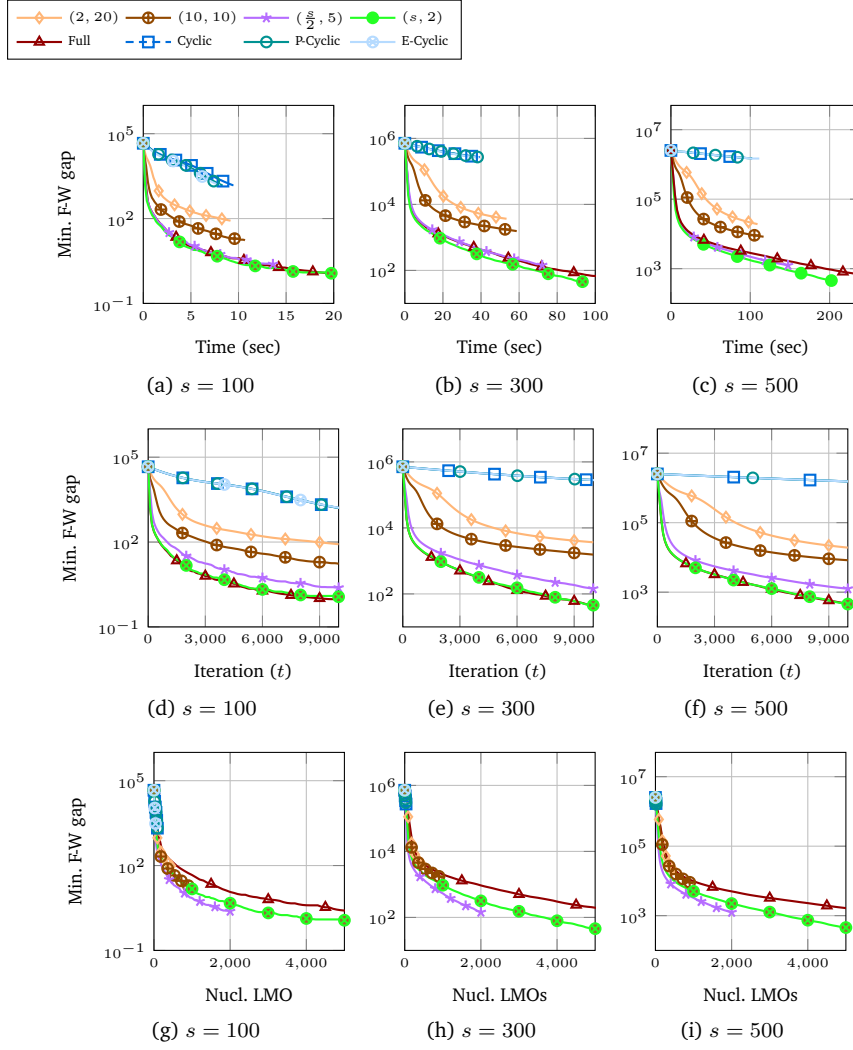 (2, 20) (10, 10) (s/2, 5) (s, 2)
Full Cyclic P-Cyclic E-Cyclic
Min. F-W gap
10^5
10^2
10^−1
0 5 10 15 20
Time (sec)
(a) s = 100
10^6
10^4
10^2
0 20 40 60 80 100
Time (sec)
(b) s = 300
10^7
10^5
10^3
0 100 200
Time (sec)
(c) s = 500
Min. F-W gap
10^5
10^2
10^−1
0 3,000 6,000 9,000
Iteration (t)
(d) s = 100
10^6
10^4
10^2
0 3,000 6,000 9,000
Iteration (t)
(e) s = 300
10^7
10^5
10^3
0 3,000 6,000 9,000
Iteration (t)
(f) s = 500
Min. F-W gap
10^5
10^2
10^−1
0 2,000 4,000
Nucl. LMO
(g) s = 100
10^6
10^4
10^2
0 2,000 4,000
Nucl. LMOs
(h) s = 300
10^7
10^5
10^3
0 2,000 4,000
Nucl. LMOs
(i) s = 500